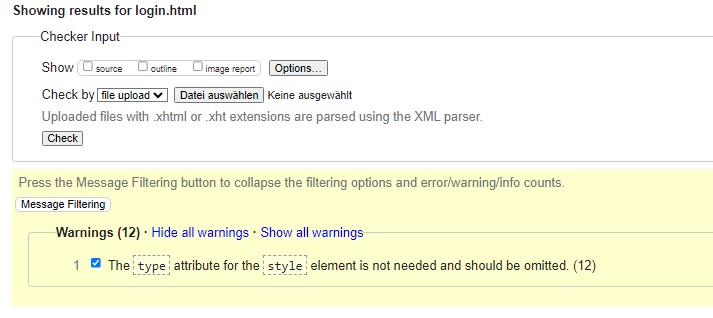 Showing results for login.html
Checker Input
Show source outline image report Options...
Check by file upload Datei auswählen Keine ausgewählt
Uploaded files with .xhtml or .xht extensions are parsed using the XML parser.
Check
Press the Message Filtering button to collapse the filtering options and error/warning/info counts.
Message Filtering
Warnings (12) · Hide all warnings · Show all warnings
1 The type attribute for the style element is not needed and should be omitted. (12)